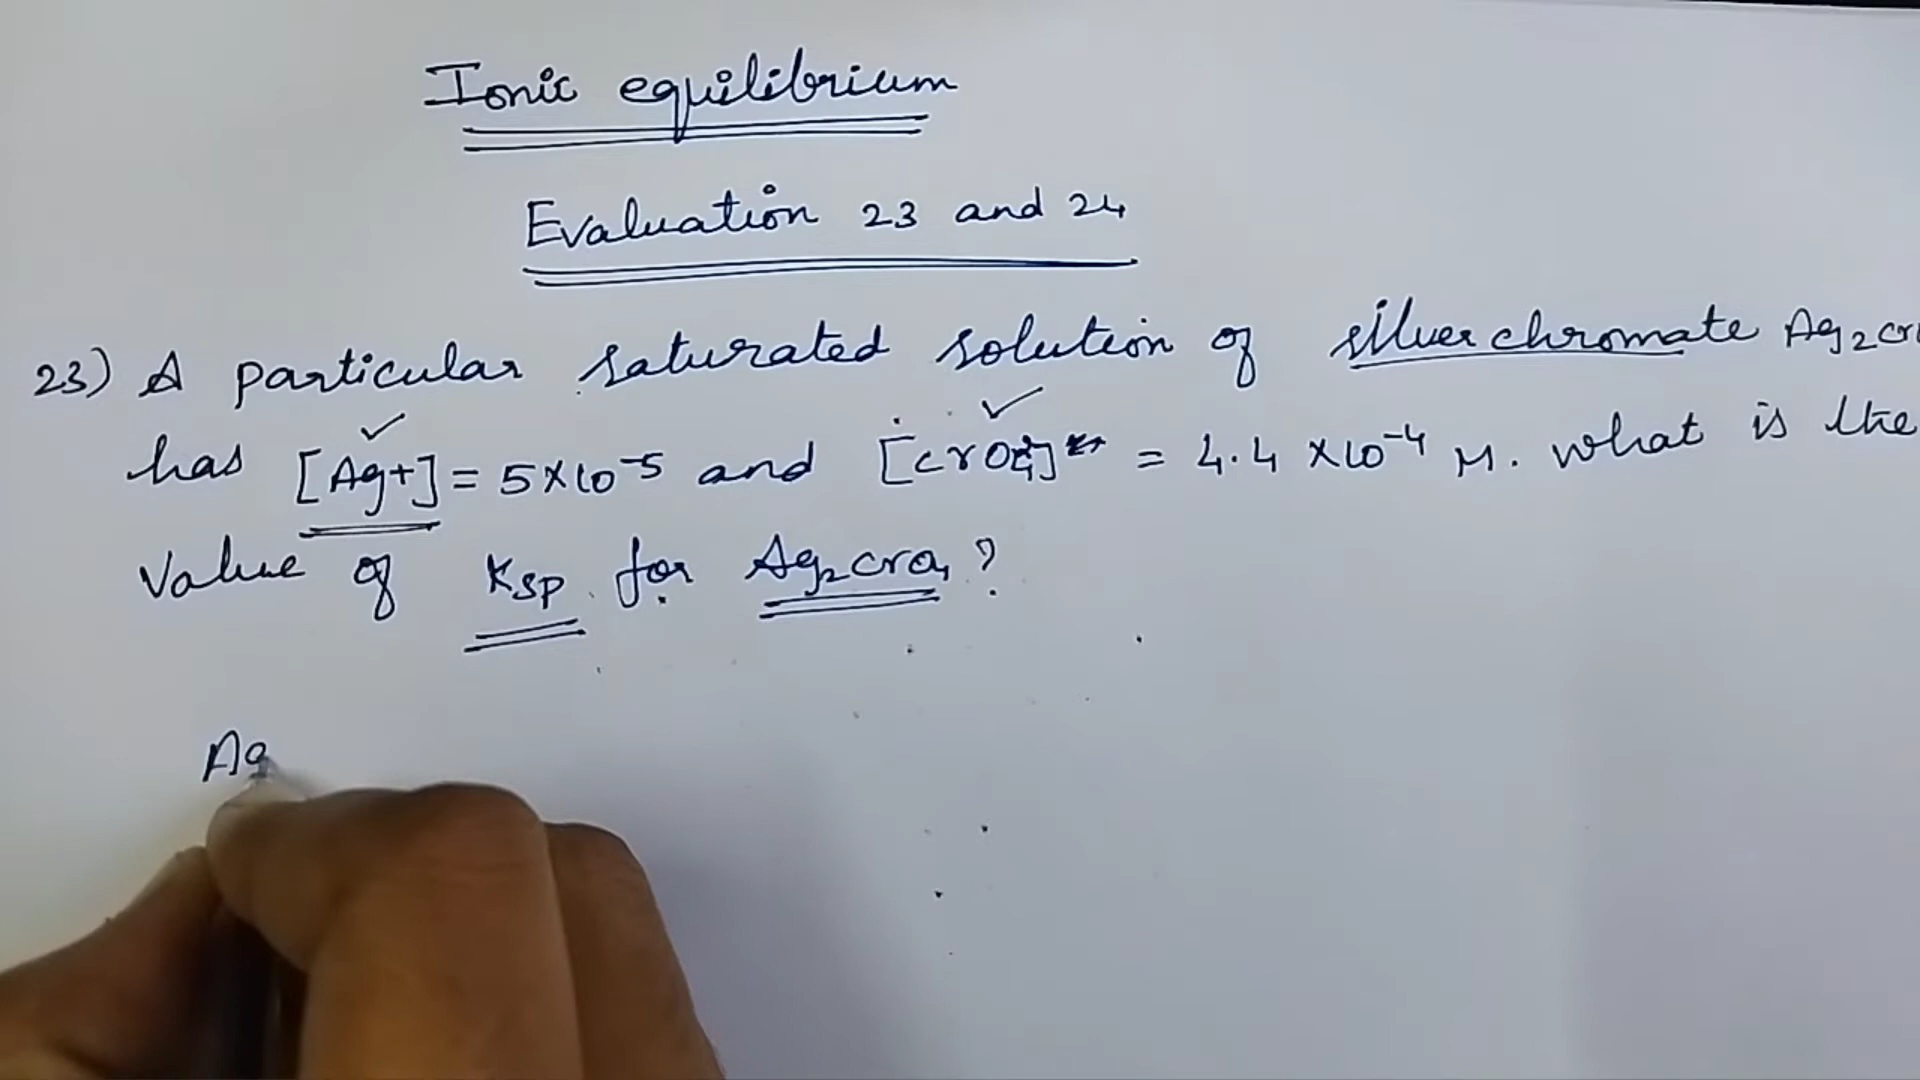 Ionic equilibrium
Evaluation 23 and 24
23) A particular saturated solution of silver chromate Ag2cr
has [Ag+] = 5×10-5 and [crO42-] = 4.4 ×10-4 M. what is the
value of Ksp for Ag2cro4?
Ag